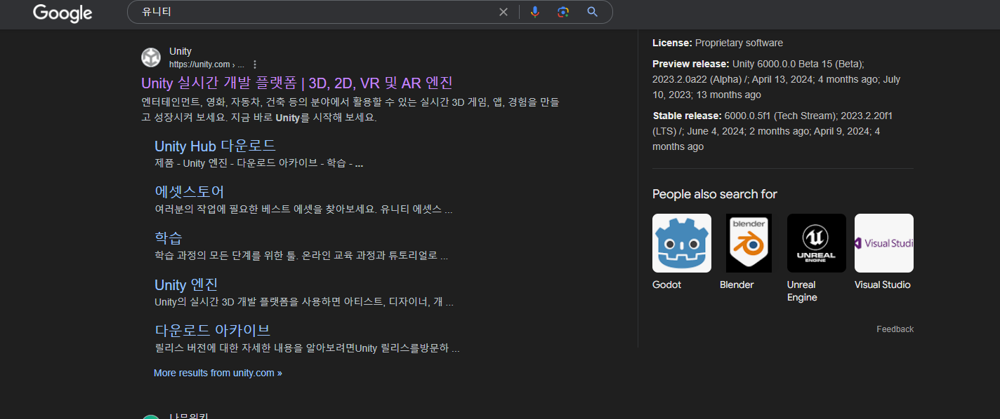 Google
유니티
Unity
https://unity.com › ...
Unity 실시간 개발 플랫폼 | 3D, 2D, VR 및 AR 엔진
엔터테인먼트, 영화, 자동차, 건축 등의 분야에서 활용할 수 있는 실시간 3D 게임, 앱, 경험을 만들
고 성장시켜 보세요. 지금 바로 Unity를 시작해 보세요.
Unity Hub 다운로드
제품 - Unity 엔진 - 다운로드 아카이브 - 학습 - ...
에셋스토어
여러분의 작업에 필요한 베스트 에셋을 찾아보세요. 유니티 에셋스 ...
학습
학습 과정의 모든 단계를 위한 툴. 온라인 교육 과정과 튜토리얼로 ...
Unity 엔진
Unity의 실시간 3D 개발 플랫폼을 사용하면 아티스트, 디자이너, 개 ...
다운로드 아카이브
릴리스 버전에 대한 자세한 내용을 알아보려면Unity 릴리스를방문하 ...
More results from unity.com »
나무위키
License: Proprietary software
Preview release: Unity 6000.0.0 Beta 15 (Beta);
2023.2.0a22 (Alpha) /; April 13, 2024; 4 months ago; July
10, 2023; 13 months ago
Stable release: 6000.0.5f1 (Tech Stream); 2023.2.20f1
(LTS) /; June 4, 2024; 2 months ago; April 9, 2024; 4
months ago
People also search for
blender
UNREAL
ENGINE
Visual Studi
Godot
Blender
Unreal
Engine
Visual Studio
Feedback